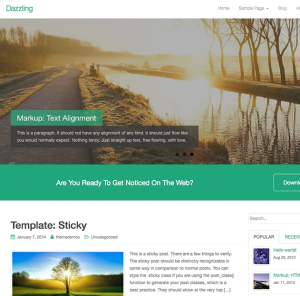 Dazzling
Home Sample Page Blog
Markup: Text Alignment
This is a paragraph. It should not have any alignment of any kind. It should just flow like
you would normally expect. Nothing fancy. Just straight up text, free flowing, with love.
Are You Ready To Get Noticed On The Web?
Downl
Template: Sticky
January 7, 2014 themedemos Uncategorized
This is a sticky post. There are a few things to verify:
The sticky post should be distinctly recognizable in
some way in comparison to normal posts. You can
style the .sticky class if you are using the post_class()
function to generate your post classes, which is a
best practice. They should show at the very top [...]
Search...
POPULAR RECEN
Hello world!
Aug 28, 2013
Markup: HTM
Jan 11, 2013